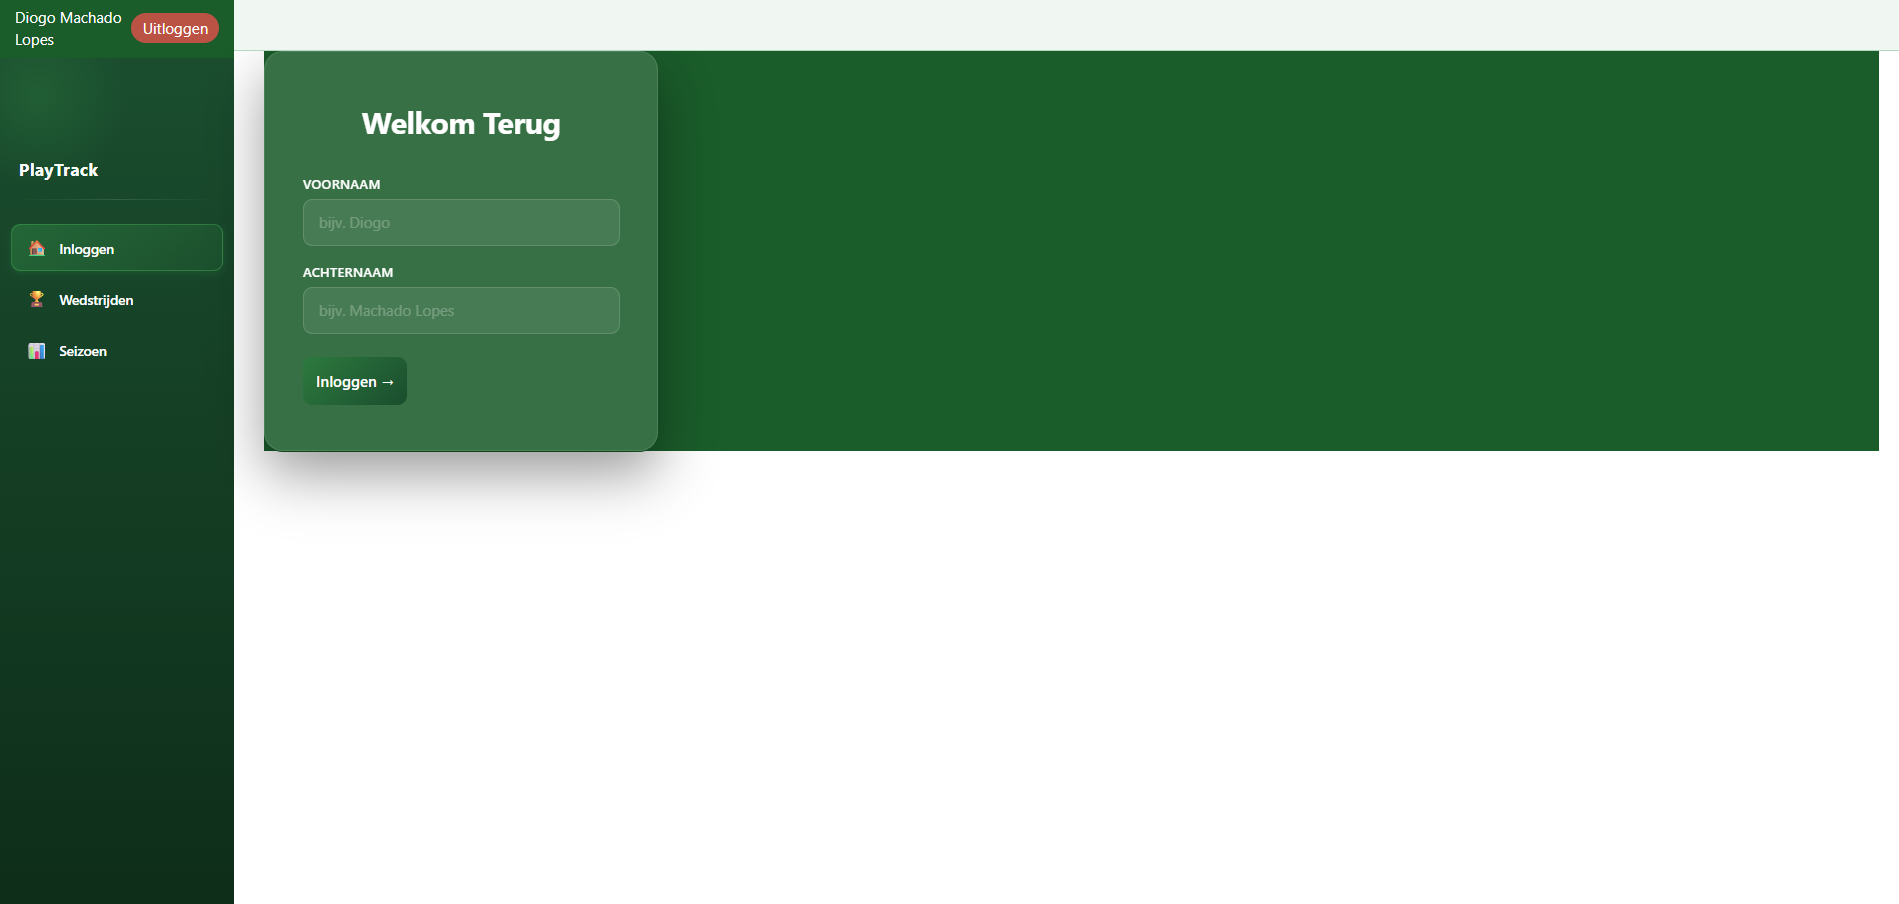 Diogo Machado
Lopes
Uitloggen
PlayTrack
Inloggen
Wedstrijden
Seizoen
Welkom Terug
VOORNAAM
bijv. Diogo
ACHTERNAAM
bijv. Machado Lopes
Inloggen →